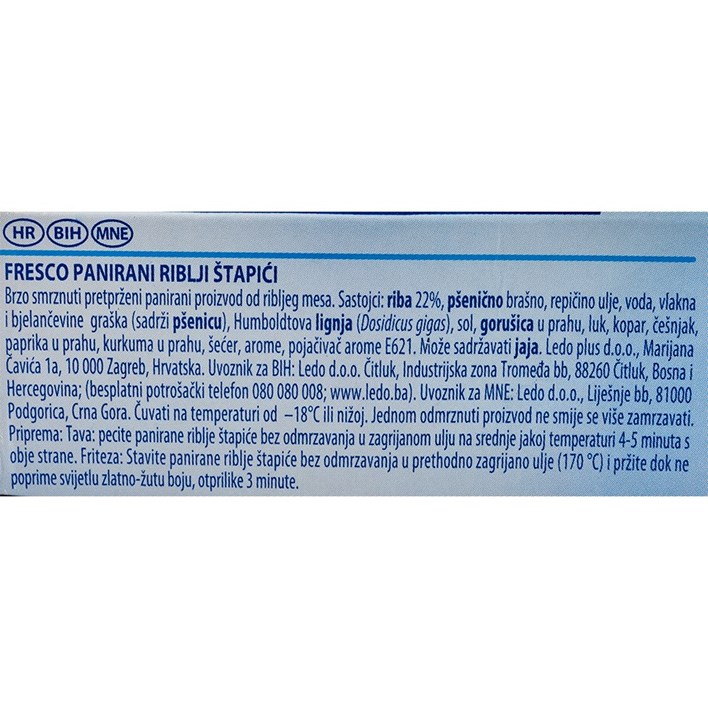 HR BIH MNE
FRESCO PANIRANI RIBLJI ŠTAPIĆI
Brzo smrznuti pretprženi panirani proizvod od ribljeg mesa. Sastojci: riba 22%, pšenično brašno, repičino ulje, voda, vlakna
i bjelančevine graška (sadrži pšenicu), Humboldtova lignja (Dosidicus gigas), sol, gorušica u prahu, luk, kopar, češnjak,
paprika u prahu, kurkuma u prahu, šećer, arome, pojačivač arome E621. Može sadržavati jaja. Ledo plus d.o.o., Marijana
Čavića 1a, 10 000 Zagreb, Hrvatska. Uvoznik za BIH: Ledo d.o.o. Čitluk, Industrijska zona Tromeđa bb, 88260 Čitluk, Bosna i
Hercegovina; (besplatni potrošački telefon 080 080 008; www.ledo.ba). Uvoznik za MNE: Ledo d.o.o., Liješnje bb, 81000
Podgorica, Crna Gora. Čuvati na temperaturi od –18°C ili nižoj. Jednom odmrznuti proizvod ne smije se više zamrzavati.
Priprema: Tava: pecite panirane riblje štapiće bez odmrzavanja u zagrijanom ulju na srednje jakoj temperaturi 4-5 minuta s
obje strane. Friteza: Stavite panirane riblje štapiće bez odmrzavanja u prethodno zagrijano ulje (170 °C) i pržite dok ne
poprime svijetlu zlatno-žutu boju, otprilike 3 minute.